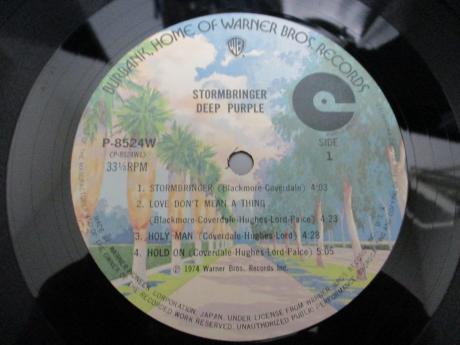 BURBANK, HOME OF WARNER BROS. RECORDS
WB
STORMBRINGER
DEEP PURPLE
e
P-8524W
(P-8524W1)
33⅓RPM
SIDE
1
1. STORMBRINGER (Blackmore-Coverdale) 4:03
2. LOVE DON'T MEAN A THING
(Blackmore-Coverdale-Hughes-Lord-Paice) 4:23
3. HOLY MAN (Coverdale-Hughes-Lord) 4:28
4. HOLD ON (Coverdale-Hughes-Lord-Paice) 5:05
℗ 1974 Warner Bros. Records Inc.
PIONEER CORPORATION, JAPAN, UNDER LICENSE FROM WARNER BROS.
RECORDED WORK RESERVED. UNAUTHORIZED PUBLIC